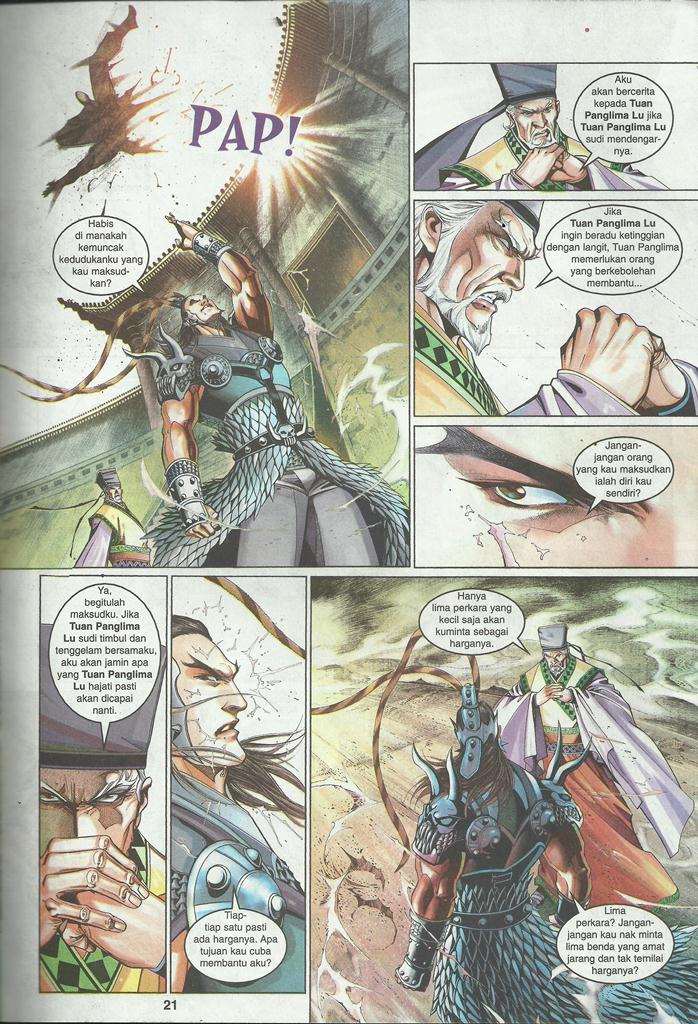 PAP!
Habis
di manakah
kemuncak
kedudukanku yang
kau maksud-
kan?
Aku
akan bercerita
kepada Tuan
Panglima Lu jika
Tuan Panglima Lu
sudi mendengar-
nya.
Jika
Tuan Panglima Lu
ingin beradu ketinggian
dengan langit, Tuan Panglima
memerlukan orang
yang berkebolehan
membantu...
Jangan-
jangan orang
yang kau maksudkan
ialah diri kau
sendiri?
Ya,
begitulah
maksudku. Jika
Tuan Panglima
Lu sudi timbul dan
tenggelam bersamaku,
aku akan jamin apa
yang Tuan Panglima
Lu hajati pasti
akan dicapai
nanti.
Tiap-
tiap satu pasti
ada harganya. Apa
tujuan kau cuba
membantu aku?
Hanya
lima perkara yang
kecil saja akan
kuminta sebagai
harganya.
Lima
perkara? Jangan-
jangan kau nak minta
lima benda yang amat
jarang dan tak ternilai
harganya?
21